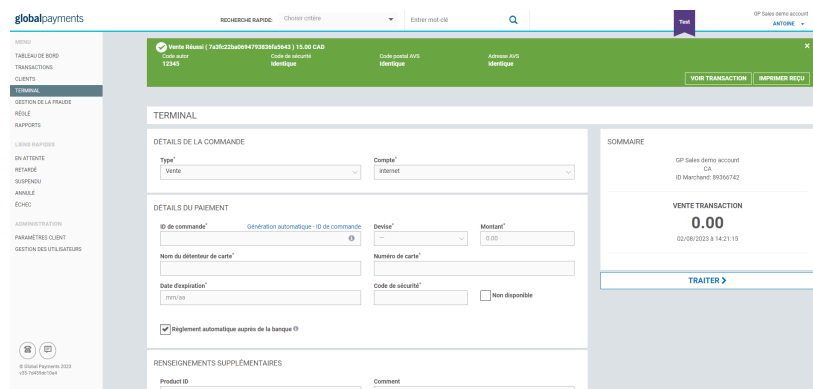 globalpayments
RECHERCHE RAPIDE: Choisir critère Entrer mot-clé
Test
GP Sales demo account
ANTOINE
MENU
TABLEAU DE BORD
TRANSACTIONS
CLIENTS
TERMINAL
GESTION DE LA FRAUDE
RÉGLÉ
RAPPORTS
LIENS RAPIDES
EN ATTENTE
RETARDÉ
SUSPENDU
ANNULÉ
ÉCHEC
ADMINISTRATION
PARAMÈTRES CLIENT
GESTION DES UTILISATEURS
© Global Payments 2023
Vente Réussi ( 7a3fc22ba0694793836fa5643 ) 15.00 CAD
Code autor Code de sécurité Code postal AVS Adresse AVS
12345 Identique Identique Identique
VOIR TRANSACTION IMPRIMER REÇU
TERMINAL
DÉTAILS DE LA COMMANDE
Type* Compte*
Vente internet
DÉTAILS DU PAIEMENT
ID de commande* Génération automatique - ID de commande Devise* Montant*
--- 0.00
Nom du détenteur de carte* Numéro de carte*
Date d'expiration* Code de sécurité*
mm/aa Non disponible
Règlement automatique auprès de la banque
RENSEIGNEMENTS SUPPLÉMENTAIRES
Product ID Comment
SOMMAIRE
GP Sales demo account
CA
ID Marchand: 89366742
VENTE TRANSACTION
0.00
02/08/2023 à 14:21:15
TRAITER